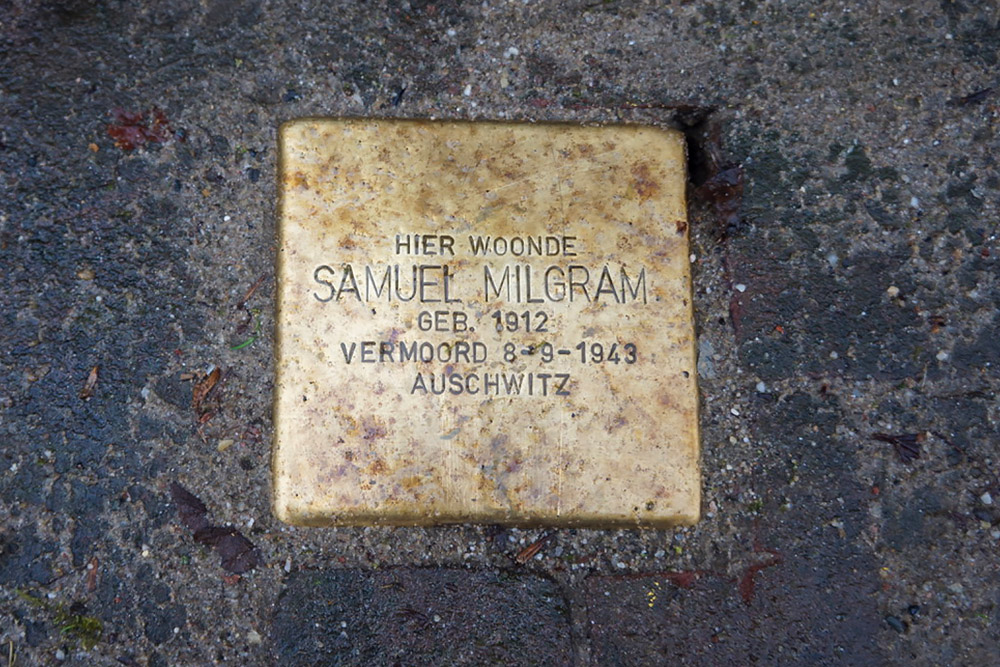 HIER WOONDE
SAMUEL MILGRAM
GEB. 1912
VERMOORD 8-9-1943
AUSCHWITZ